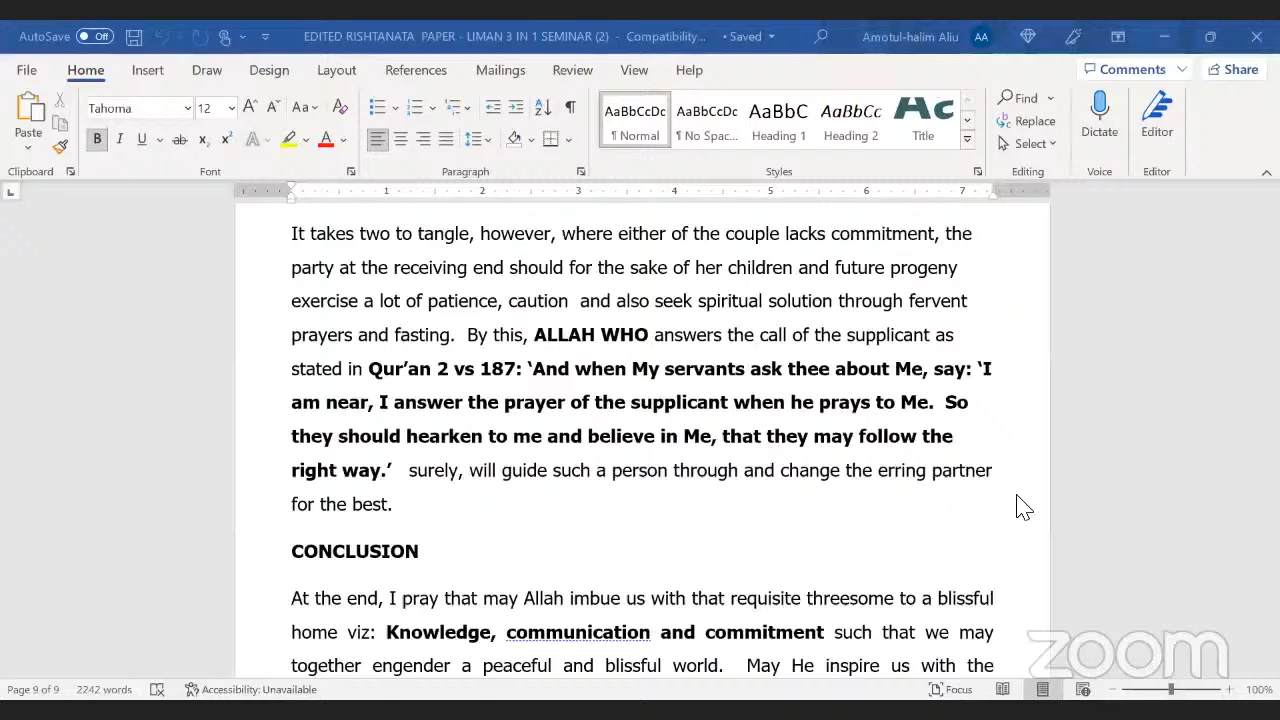 AutoSave Off EDITED RISHTANATA PAPER - LIMAN 3 IN 1 SEMINAR (2) - Compatibility... • Saved Amotul-halim Aliu AA
File Home Insert Draw Design Layout References Mailings Review View Help Comments Share
Paste
Tahoma 12 Aa
AaBbCcDc AaBbCcDc AaBbC AaBbCc AaBbCcDc
¶ Normal ¶ No Spac... Heading 1 Heading 2 Title
Find
Replace
Select
Dictate
Editor
Clipboard Font Paragraph Styles Editing Voice Editor
1 2 3 4 5 6 7
It takes two to tangle, however, where either of the couple lacks commitment, the
party at the receiving end should for the sake of her children and future progeny
exercise a lot of patience, caution and also seek spiritual solution through fervent
prayers and fasting. By this, ALLAH WHO answers the call of the supplicant as
stated in Qur’an 2 vs 187: ‘And when My servants ask thee about Me, say: ‘I
am near, I answer the prayer of the supplicant when he prays to Me. So
they should hearken to me and believe in Me, that they may follow the
right way.’ surely, will guide such a person through and change the erring partner
for the best.
CONCLUSION
At the end, I pray that may Allah imbue us with that requisite threesome to a blissful
home viz: Knowledge, communication and commitment such that we may
together engender a peaceful and blissful world. May He inspire us with the
zoom
Page 9 of 9 2242 words Accessibility: Unavailable Focus 100%